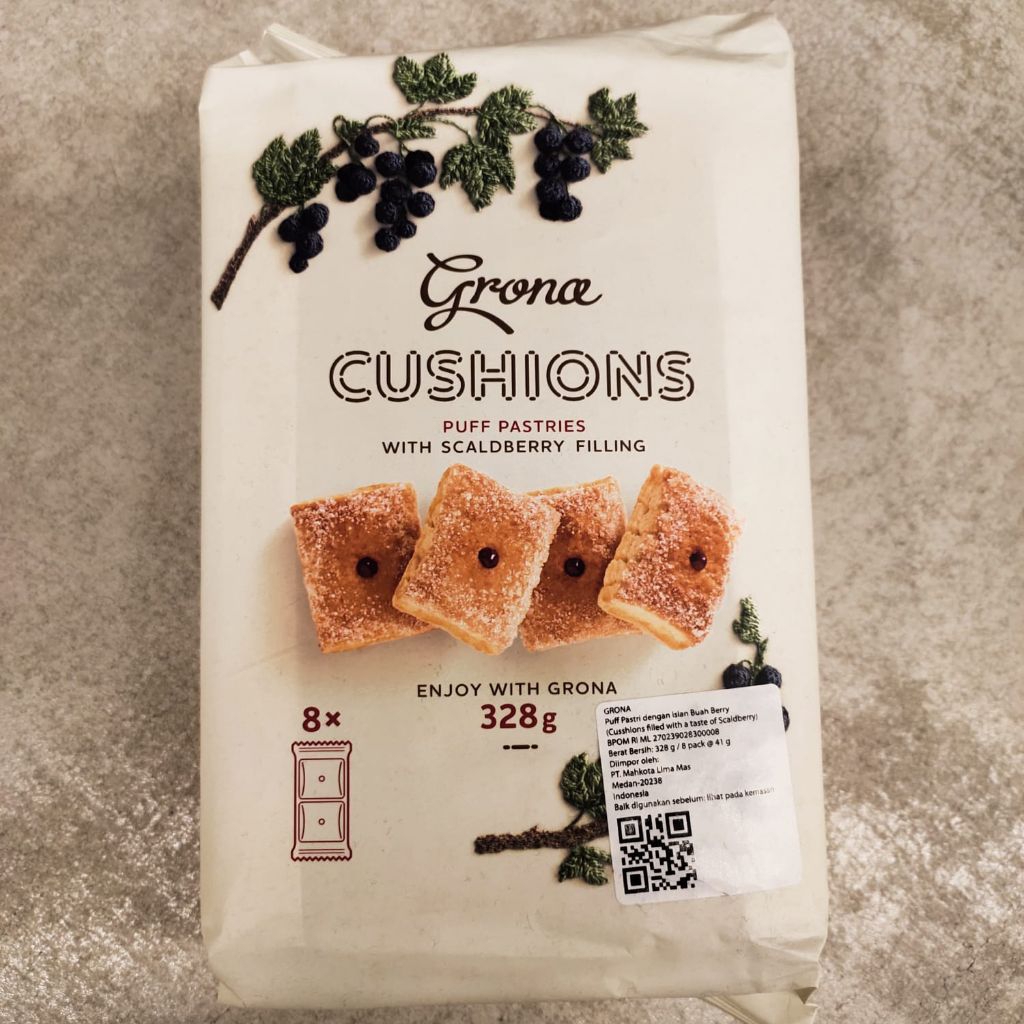 Grona
CUSHIONS
PUFF PASTRIES
WITH SCALDBERRY FILLING
ENJOY WITH GRONA
8×
328g
GRONA
Puff Pastri dengan isian Buah Berry
(Cusshions filled with a taste of Scaldberry)
BPOM RI ML 270239028300008
Berat Bersih: 328 g / 8 pack @ 41 g
Diimpor oleh:
PT. Mahkota Lima Mas
Medan-20238
Indonesia
Baik digunakan sebelum: lihat pada kemasan